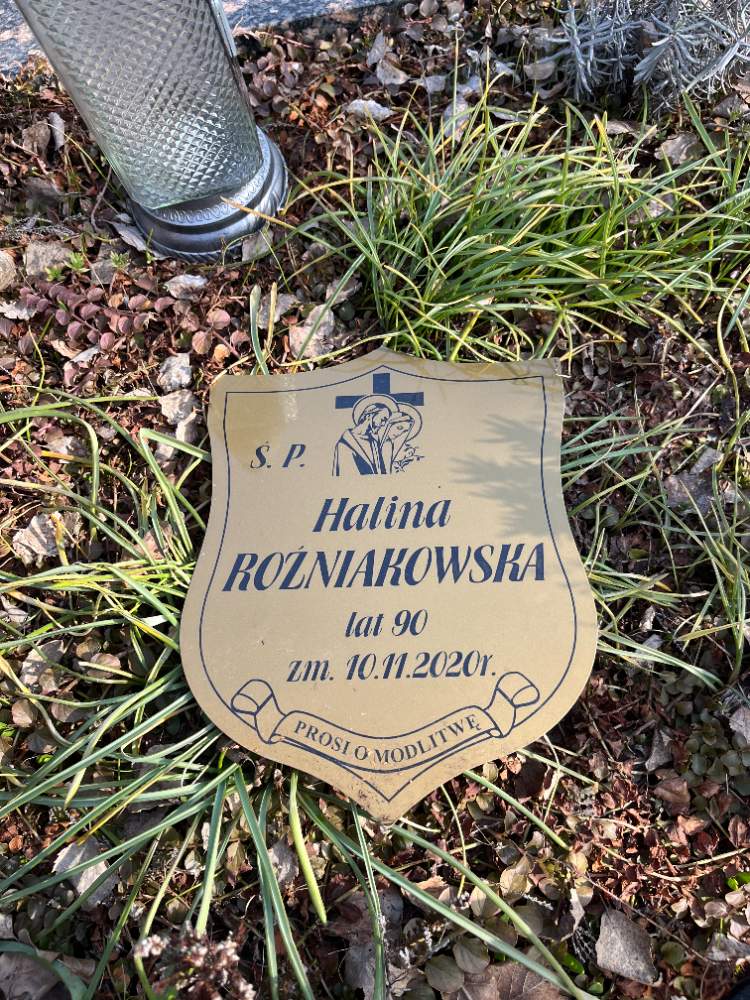 Ś. P.
Halina
ROŹNIAKOWSKA
lat 90
zm. 10.11.2020r.
PROSI O MODLITWĘ